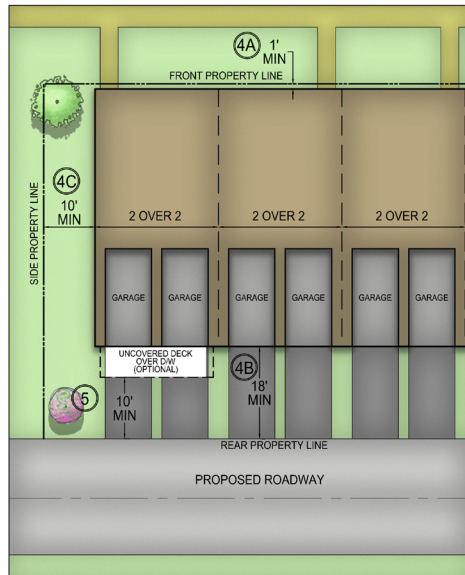 4A 1'
MIN
FRONT PROPERTY LINE
SIDE PROPERTY LINE
4C
10'
MIN
2 OVER 2
2 OVER 2
2 OVER 2
GARAGE
GARAGE
GARAGE
GARAGE
GARAGE
GARAGE
UNCOVERED DECK
OVER D/W
(OPTIONAL)
4B
18'
MIN
5
10'
MIN
REAR PROPERTY LINE
PROPOSED ROADWAY